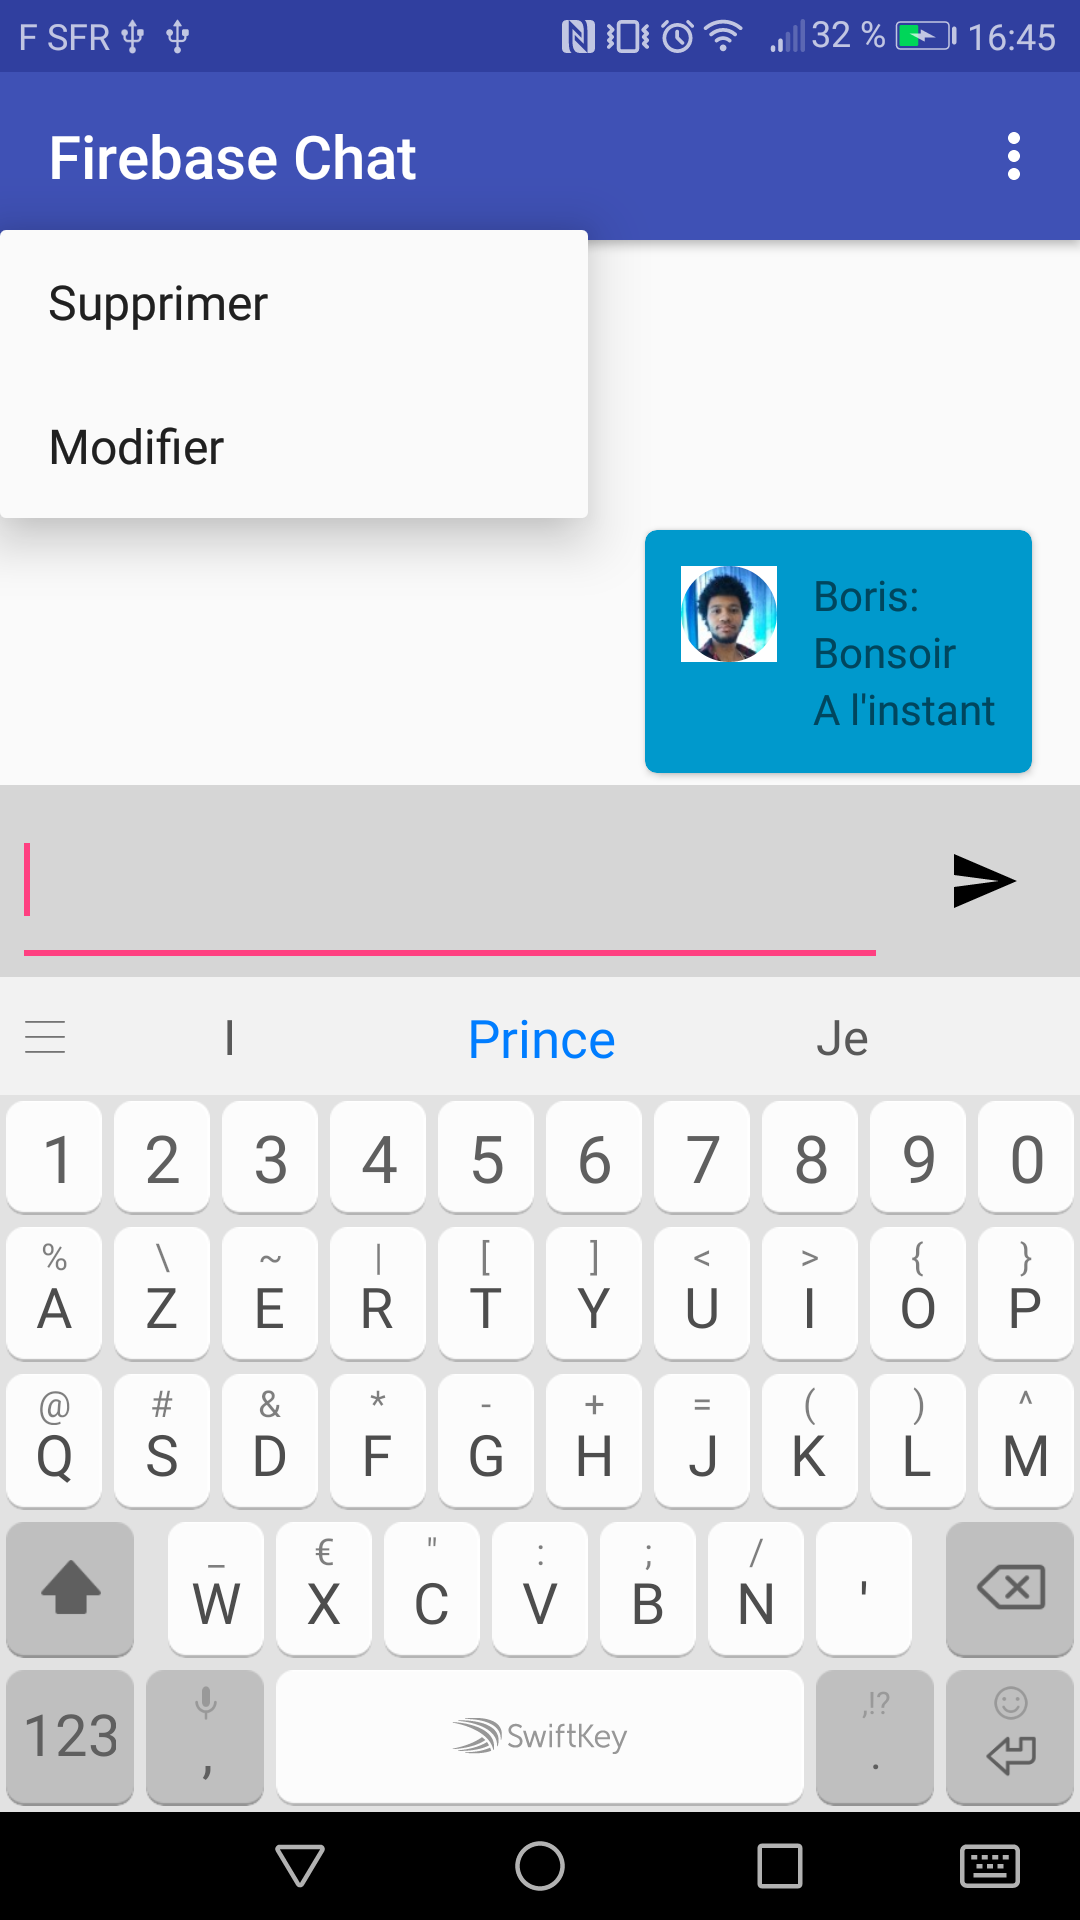 F SFR 32 % 16:45
Firebase Chat
Supprimer
Modifier
Boris:
Bonsoir
A l'instant
I Prince Je
1 2 3 4 5 6 7 8 9 0
% \ ~ | [ ] < > { }
A Z E R T Y U I O P
@ # & * - + = ( ) ^
Q S D F G H J K L M
_ € " : ; /
W X C V B N '
,!?
123 , SwiftKey .